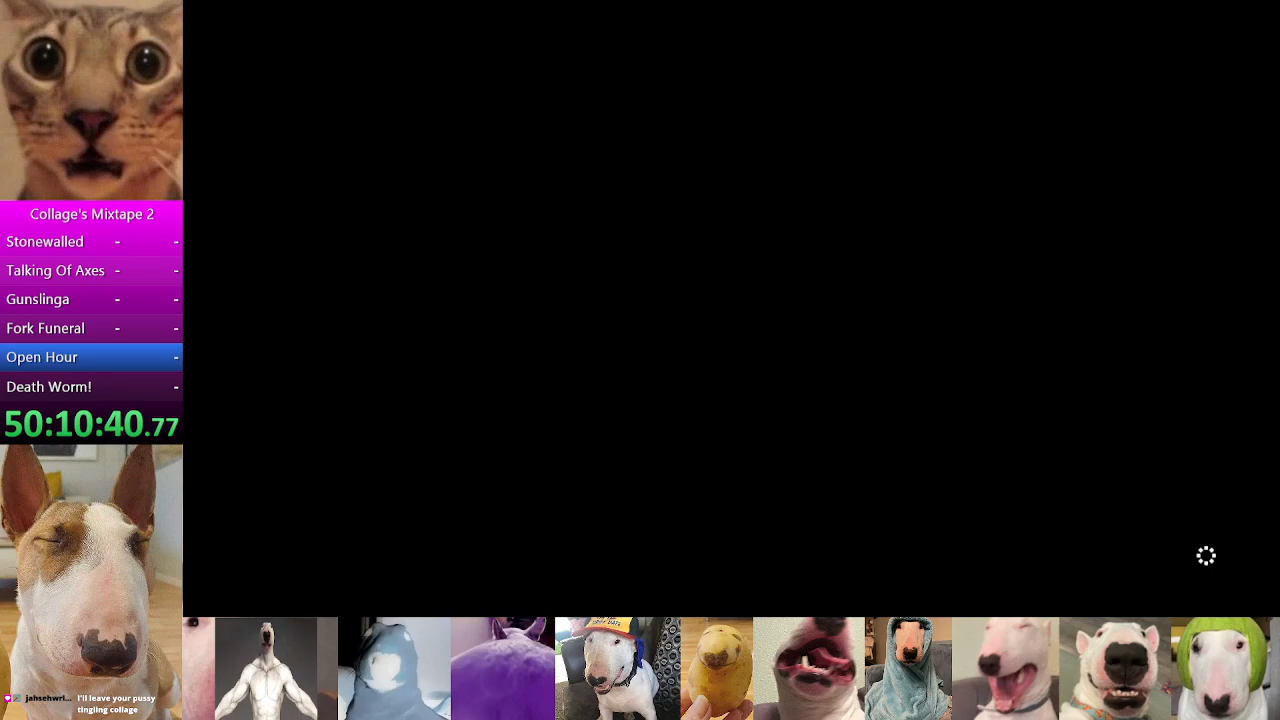 Collage's Mixtape 2
Stonewalled - -
Talking Of Axes - -
Gunslinga - -
Fork Funeral - -
Open Hour -
Death Worm! -
50:10:40.77
jahsehwri... I'll leave your pussy
tingling collage